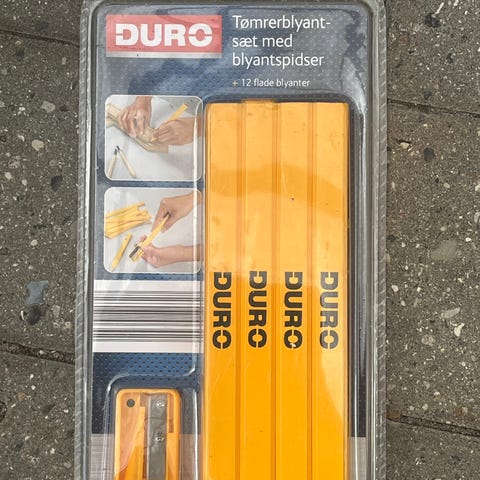 DURO
Tømrerblyant-
sæt med
blyantspidser
+ 12 flade blyanter
DURO
DURO
DURO
DURO